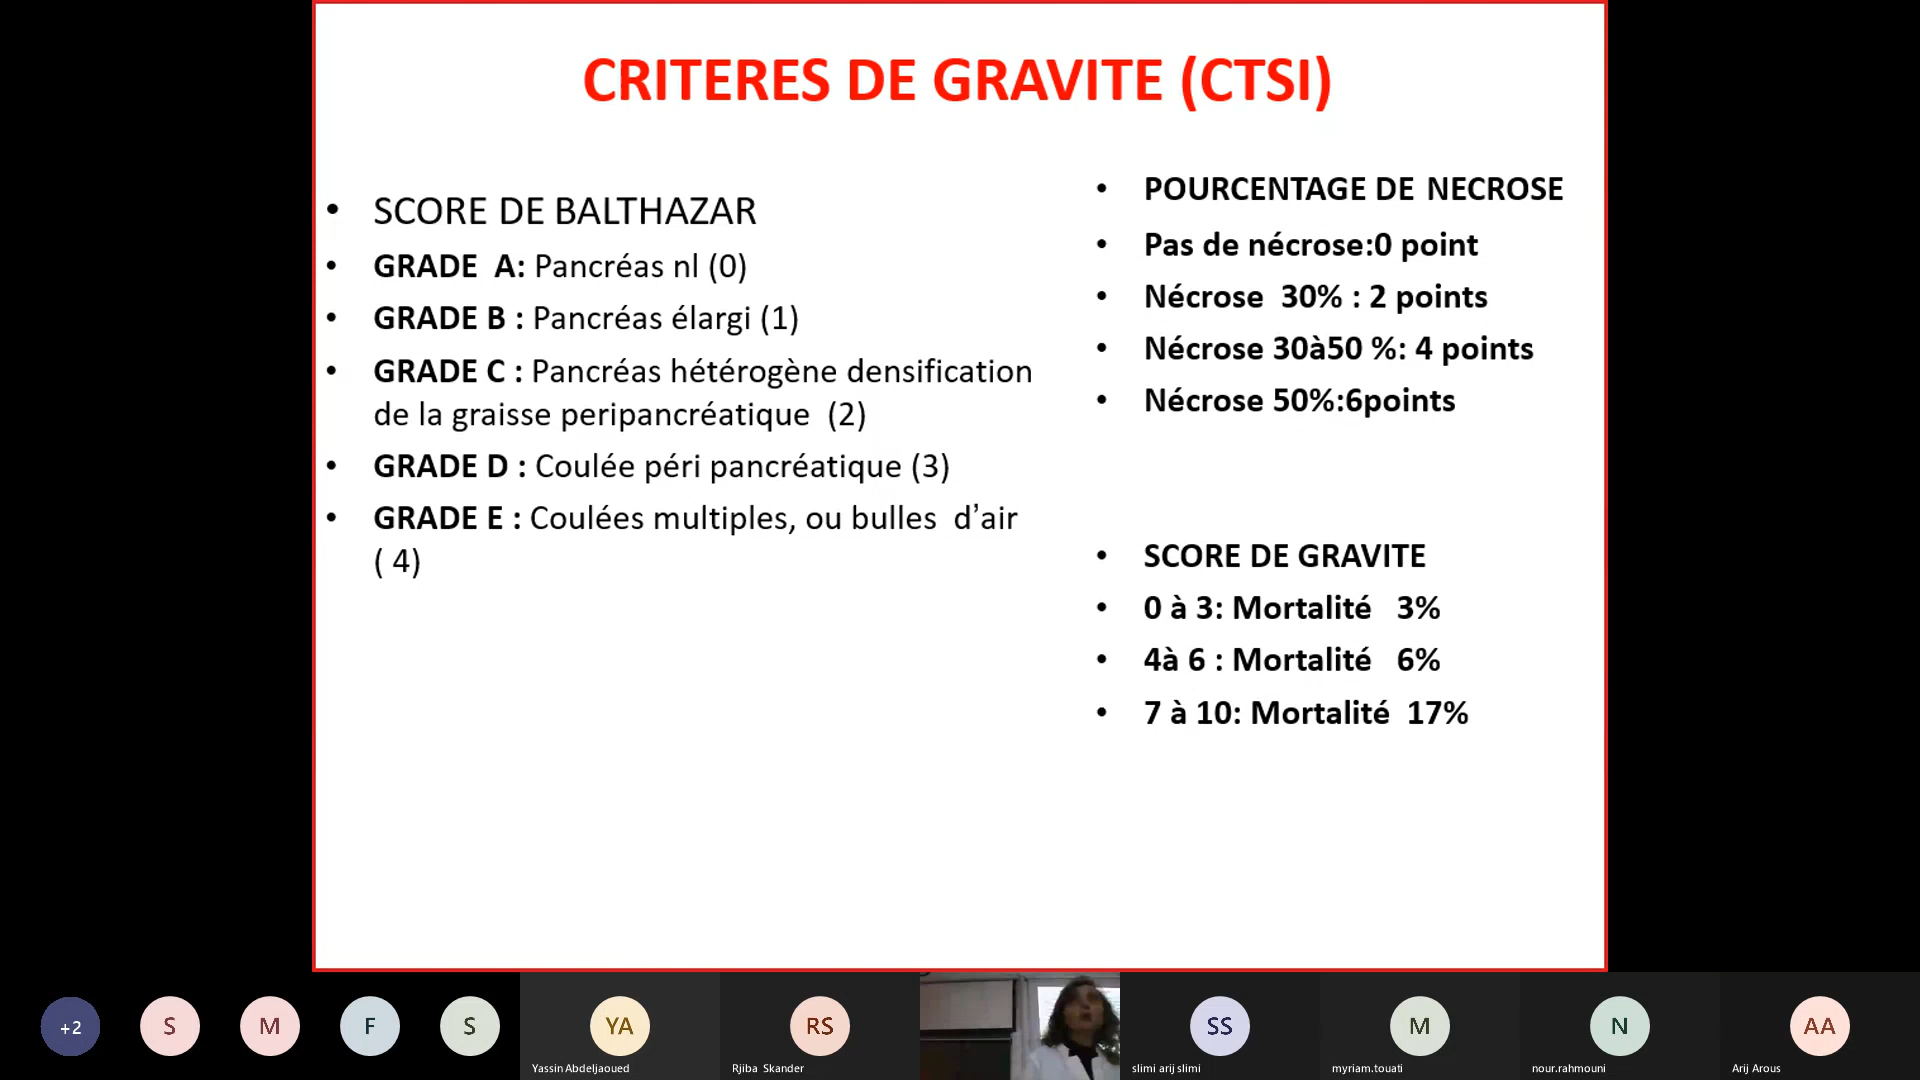 CRITERES DE GRAVITE (CTSI)
• SCORE DE BALTHAZAR
• GRADE A: Pancréas nl (0)
• GRADE B : Pancréas élargi (1)
• GRADE C : Pancréas hétérogène densification
de la graisse peripancréatique (2)
• GRADE D : Coulée péri pancréatique (3)
• GRADE E : Coulées multiples, ou bulles d’air
( 4)
• POURCENTAGE DE NECROSE
• Pas de nécrose:0 point
• Nécrose 30% : 2 points
• Nécrose 30à50 %: 4 points
• Nécrose 50%:6points
• SCORE DE GRAVITE
• 0 à 3: Mortalité 3%
• 4à 6 : Mortalité 6%
• 7 à 10: Mortalité 17%
+2
S
M
F
S
YA
Yassin Abdeljaoued
RS
Rjiba Skander
SS
slimi arij slimi
M
myriam.touati
N
nour.rahmouni
AA
Arij Arous